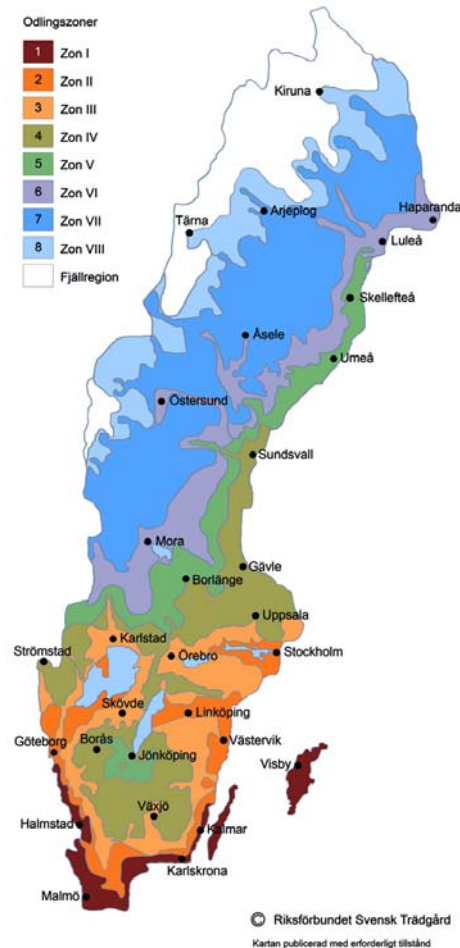 Odlingszoner
1 Zon I
2 Zon II
3 Zon III
4 Zon IV
5 Zon V
6 Zon VI
7 Zon VII
8 Zon VIII
Fjällregion
Kiruna
Arjeplog
Haparanda
Tärna
Luleå
Skellefteå
Åsele
Umeå
Östersund
Sundsvall
Mora
Gävle
Borlänge
Uppsala
Karlstad
Strömstad
Örebro
Stockholm
Skövde
Linköping
Göteborg
Borås
Jönköping
Västervik
Visby
Växjö
Halmstad
Kalmar
Karlskrona
Malmö
© Riksförbundet Svensk Trädgård
Kartan publicerad med erforderligt tillstånd